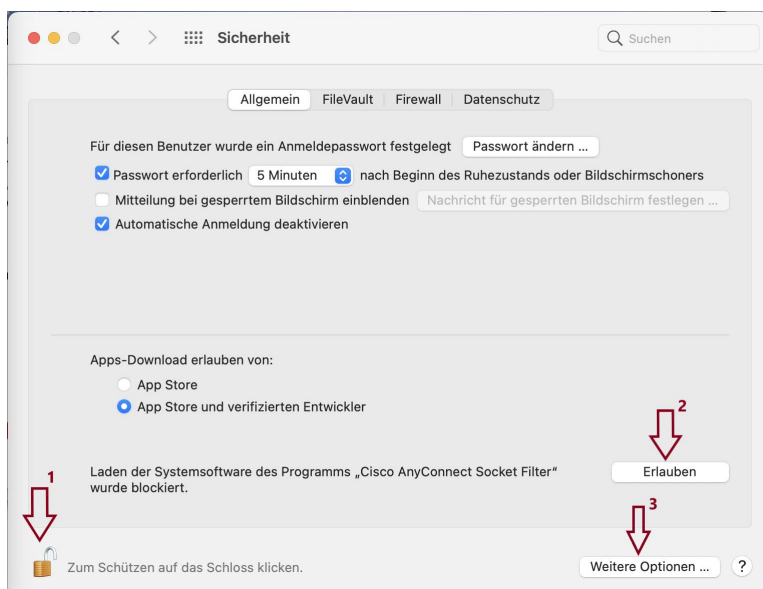 Sicherheit
Suchen
Allgemein FileVault Firewall Datenschutz
Für diesen Benutzer wurde ein Anmeldepasswort festgelegt Passwort ändern ...
Passwort erforderlich 5 Minuten nach Beginn des Ruhezustands oder Bildschirmschoners
Mitteilung bei gesperrtem Bildschirm einblenden Nachricht für gesperrten Bildschirm festlegen ...
Automatische Anmeldung deaktivieren
Apps-Download erlauben von:
App Store
App Store und verifizierten Entwickler
2
Laden der Systemsoftware des Programms „Cisco AnyConnect Socket Filter“ Erlauben
wurde blockiert.
1
3
Zum Schützen auf das Schloss klicken. Weitere Optionen ... ?